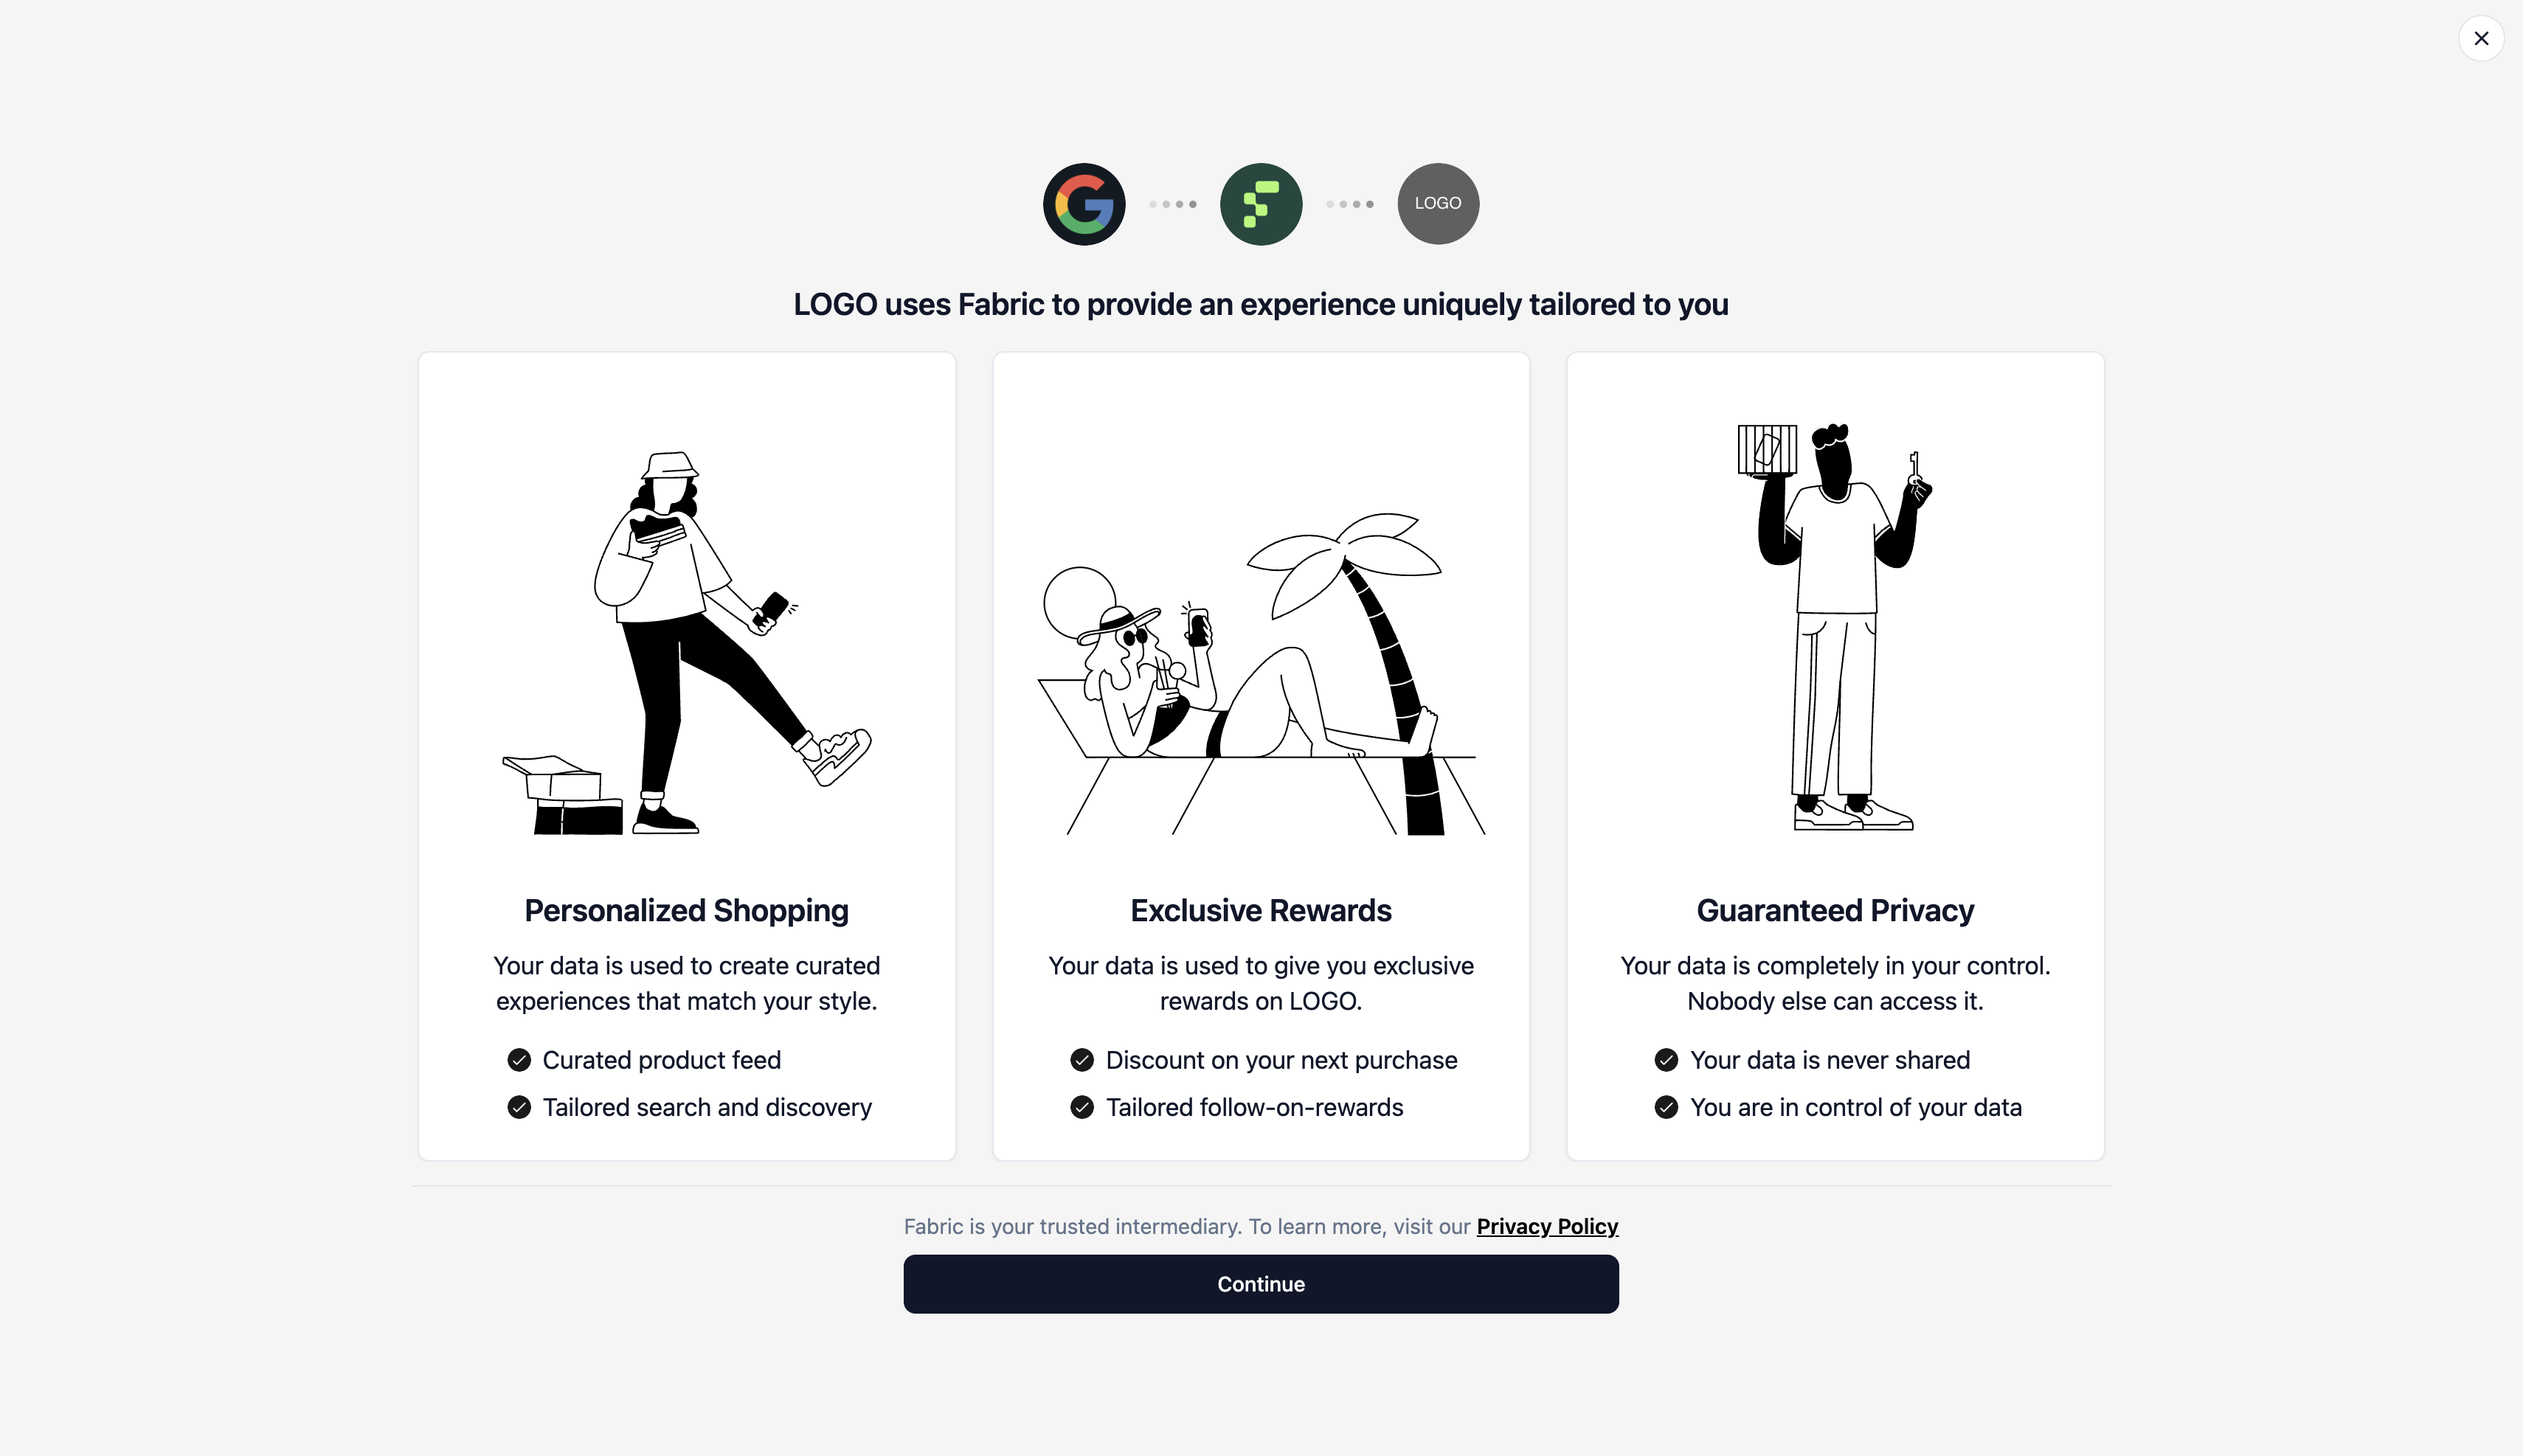 LOGO
LOGO uses Fabric to provide an experience uniquely tailored to you
Personalized Shopping
Your data is used to create curated
experiences that match your style.
Curated product feed
Tailored search and discovery
Exclusive Rewards
Your data is used to give you exclusive
rewards on LOGO.
Discount on your next purchase
Tailored follow-on-rewards
Guaranteed Privacy
Your data is completely in your control.
Nobody else can access it.
Your data is never shared
You are in control of your data
Fabric is your trusted intermediary. To learn more, visit our Privacy Policy
Continue